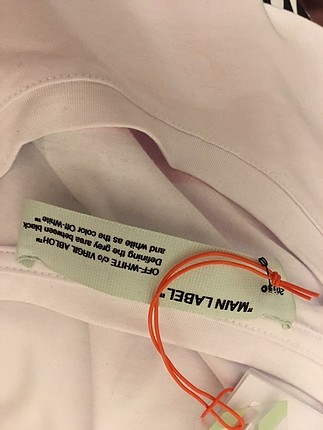 "MAIN LABEL"
OFF-WHITE c/o VIRGIL ABLOH™
Defining the grey area between black
and white as the color Off-White™